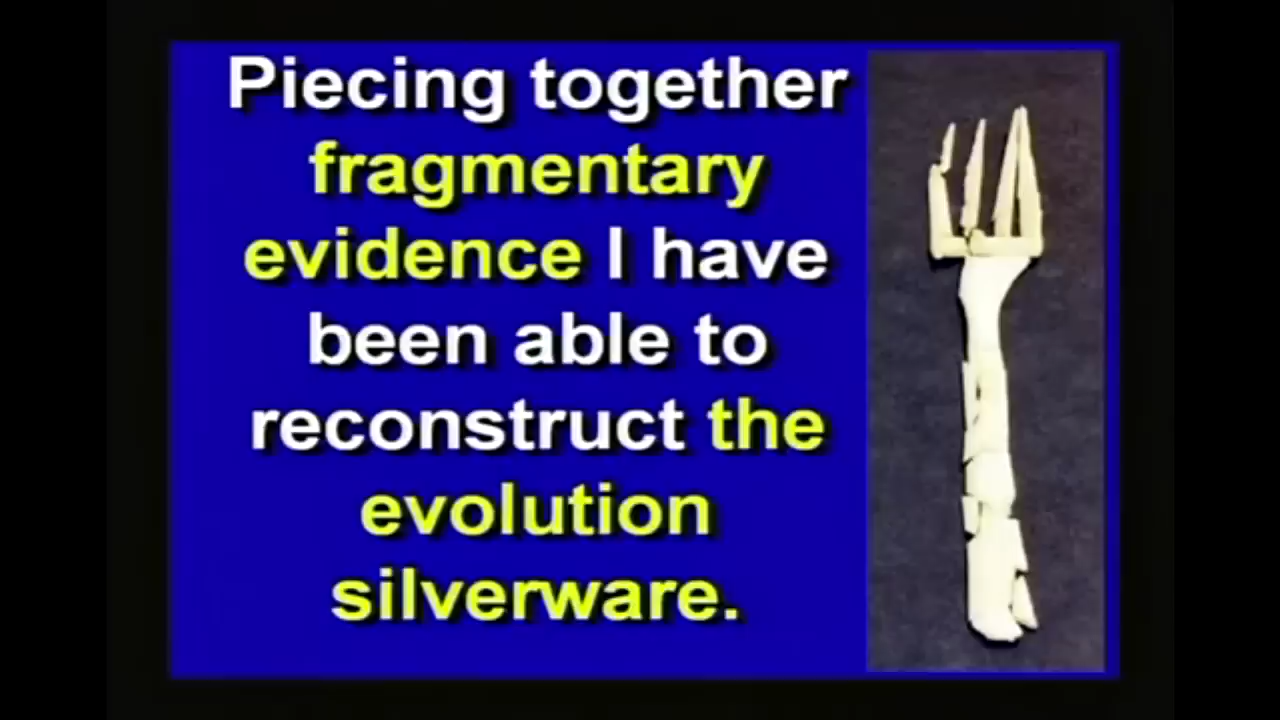 Piecing together
fragmentary
evidence I have
been able to
reconstruct the
evolution
silverware.